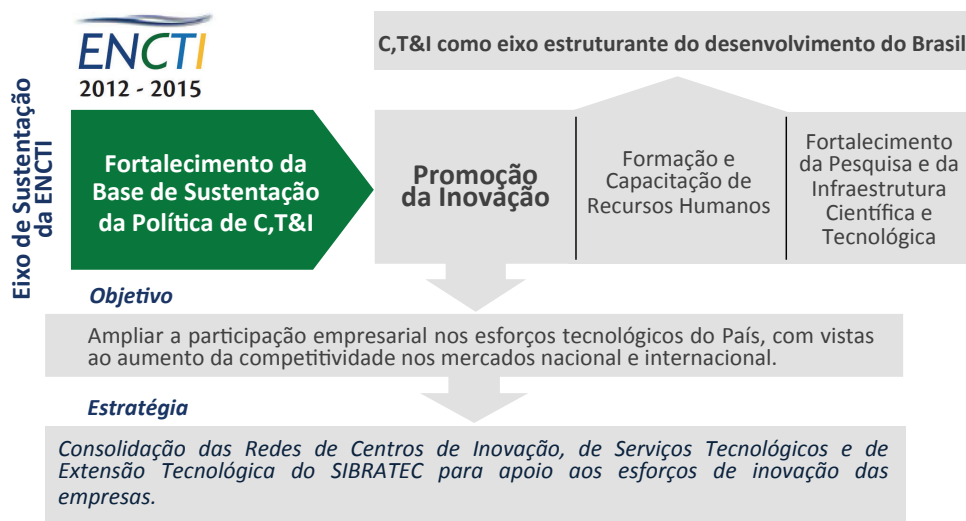 ENCTI
2012 - 2015
C,T&I como eixo estruturante do desenvolvimento do Brasil
Eixo de Sustentação
da ENCTI
Fortalecimento da
Base de Sustentação
da Política de C,T&I
Promoção
da Inovação
Formação e
Capacitação de
Recursos Humanos
Fortalecimento
da Pesquisa e da
Infraestrutura
Científica e
Tecnológica
Objetivo
Ampliar a participação empresarial nos esforços tecnológicos do País, com vistas
ao aumento da competitividade nos mercados nacional e internacional.
Estratégia
Consolidação das Redes de Centros de Inovação, de Serviços Tecnológicos e de
Extensão Tecnológica do SIBRATEC para apoio aos esforços de inovação das
empresas.